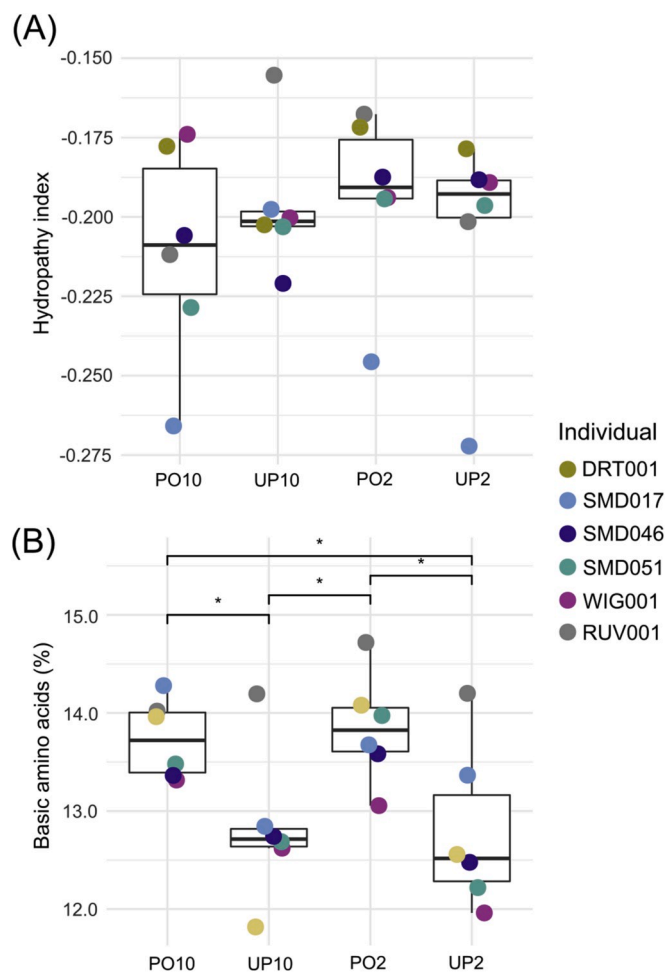 (A)
-0.150
-0.175
-0.200
-0.225
-0.250
-0.275
Hydropathy index
PO10 UP10 PO2 UP2
Individual
DRT001
SMD017
SMD046
SMD051
WIG001
RUV001
(B)
*
* * *
15.0
14.0
13.0
12.0
Basic amino acids (%)
PO10 UP10 PO2 UP2